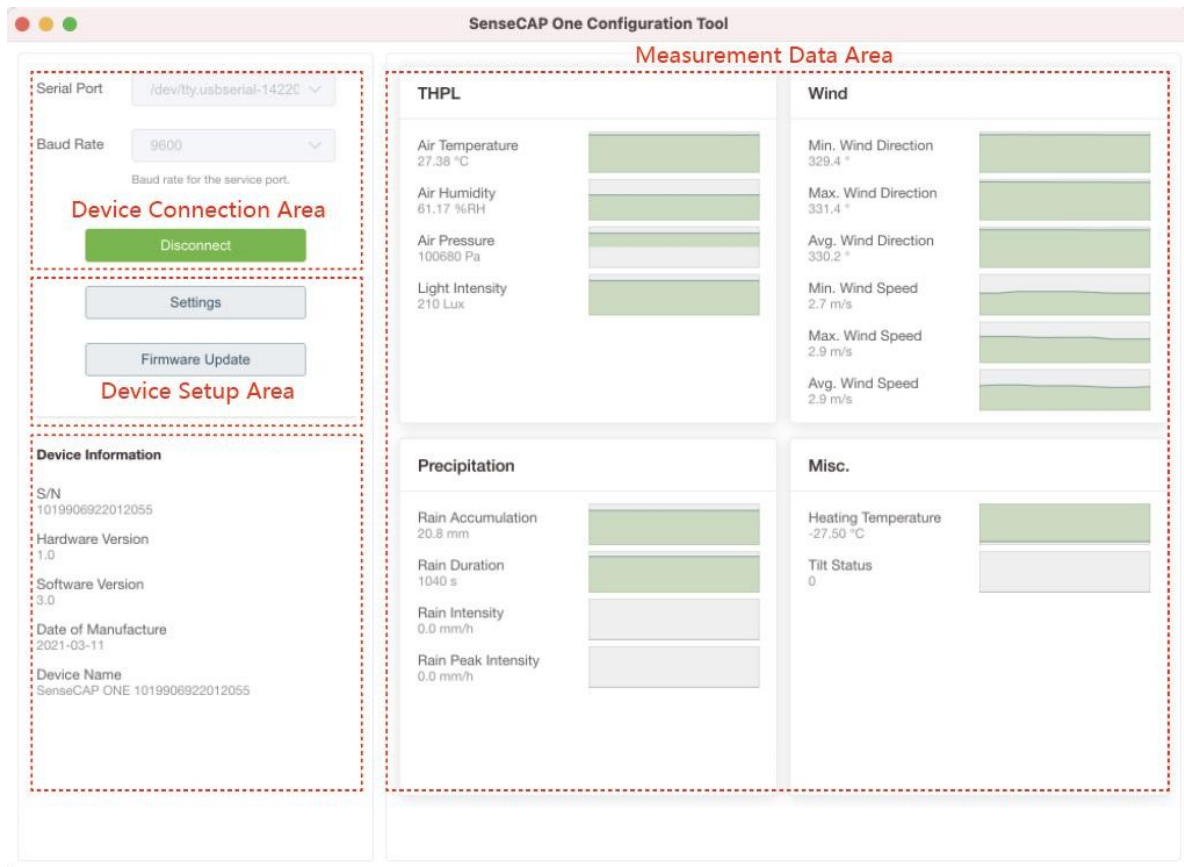 SenseCAP One Configuration Tool
Measurement Data Area
Serial Port
/dev/tty.usbserial-1422C
Baud Rate
9600
Baud rate for the service port.
Device Connection Area
Disconnect
Settings
Firmware Update
Device Setup Area
Device Information
S/N
1019906922012055
Hardware Version
1.0
Software Version
3.0
Date of Manufacture
2021-03-11
Device Name
SenseCAP ONE 1019906922012055
THPL
Air Temperature
27.38 °C
Air Humidity
61.17 %RH
Air Pressure
100680 Pa
Light Intensity
210 Lux
Wind
Min. Wind Direction
329.4 °
Max. Wind Direction
331.4 °
Avg. Wind Direction
330.2 °
Min. Wind Speed
2.7 m/s
Max. Wind Speed
2.9 m/s
Avg. Wind Speed
2.9 m/s
Precipitation
Rain Accumulation
20.8 mm
Rain Duration
1040 s
Rain Intensity
0.0 mm/h
Rain Peak Intensity
0.0 mm/h
Misc.
Heating Temperature
-27.50 °C
Tilt Status
0